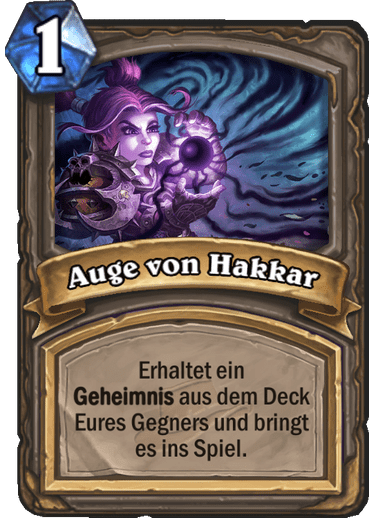 1
Auge von Hakkar
Erhaltet ein
Geheimnis aus dem Deck
Eures Gegners und bringt
es ins Spiel.